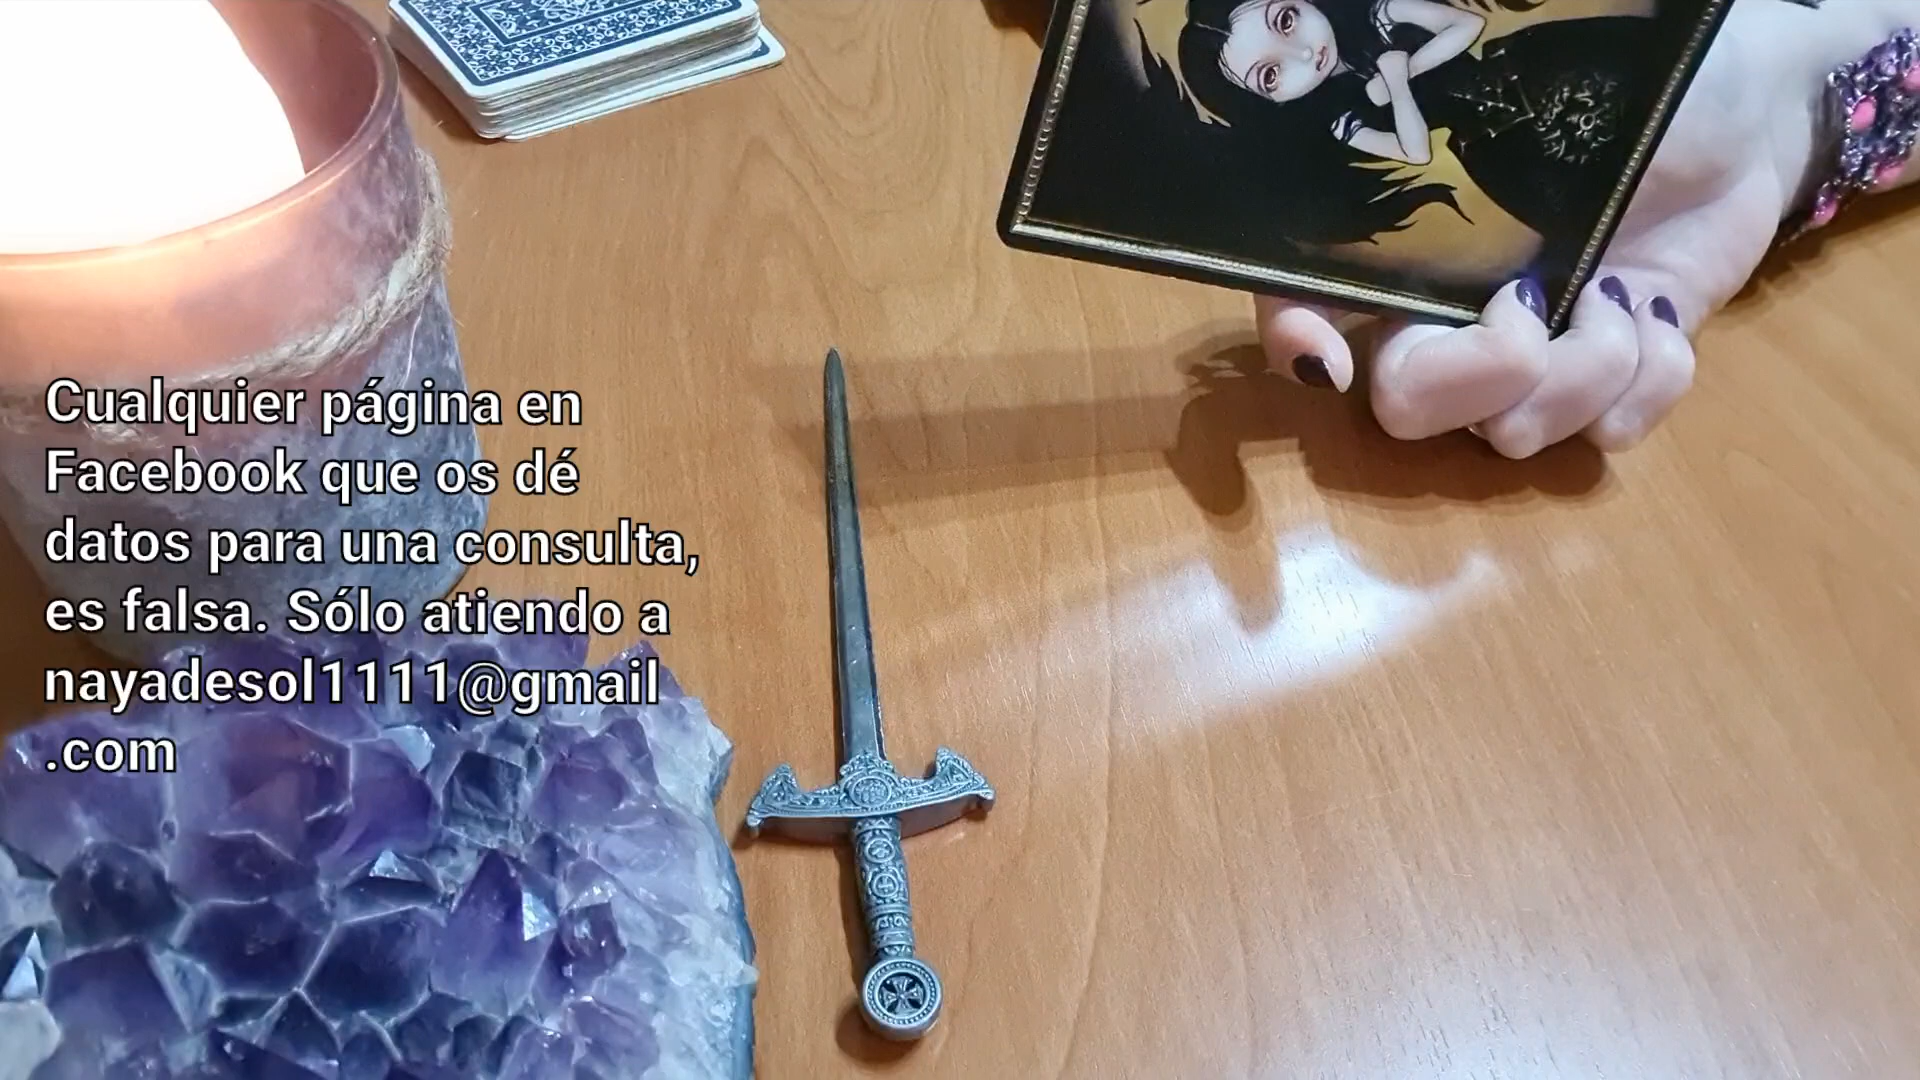 Cualquier página en
Facebook que os dé
datos para una consulta,
es falsa. Sólo atiendo a
nayadesol1111@gmail
.com